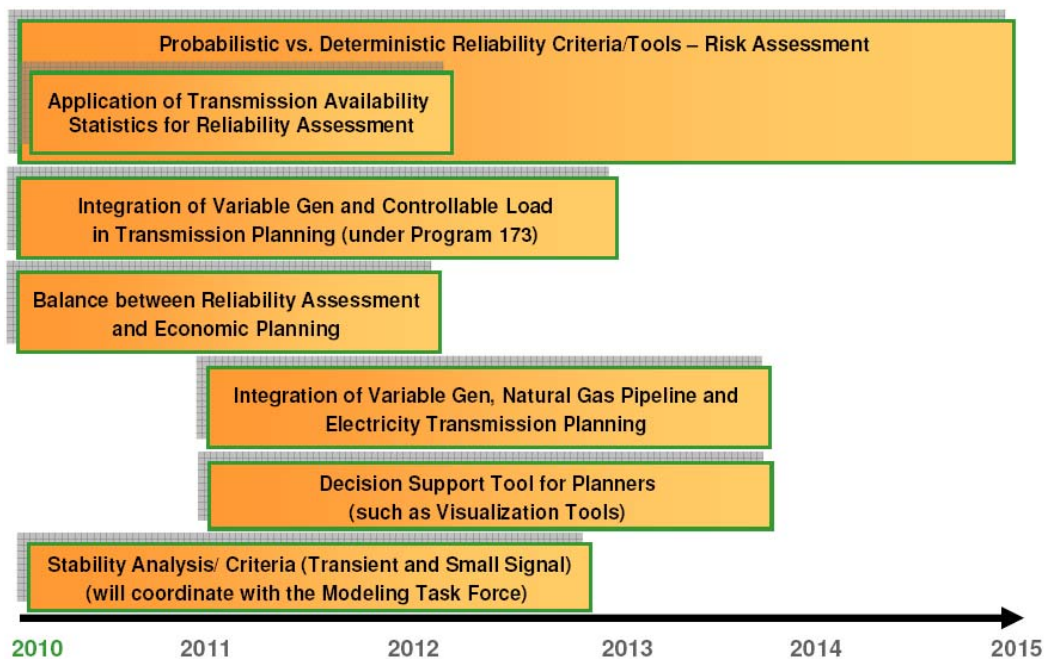 Probabilistic vs. Deterministic Reliability Criteria/Tools – Risk Assessment
Application of Transmission Availability
Statistics for Reliability Assessment
Integration of Variable Gen and Controllable Load
in Transmission Planning (under Program 173)
Balance between Reliability Assessment
and Economic Planning
Integration of Variable Gen, Natural Gas Pipeline and
Electricity Transmission Planning
Decision Support Tool for Planners
(such as Visualization Tools)
Stability Analysis/ Criteria (Transient and Small Signal)
(will coordinate with the Modeling Task Force)
2010 2011 2012 2013 2014 2015